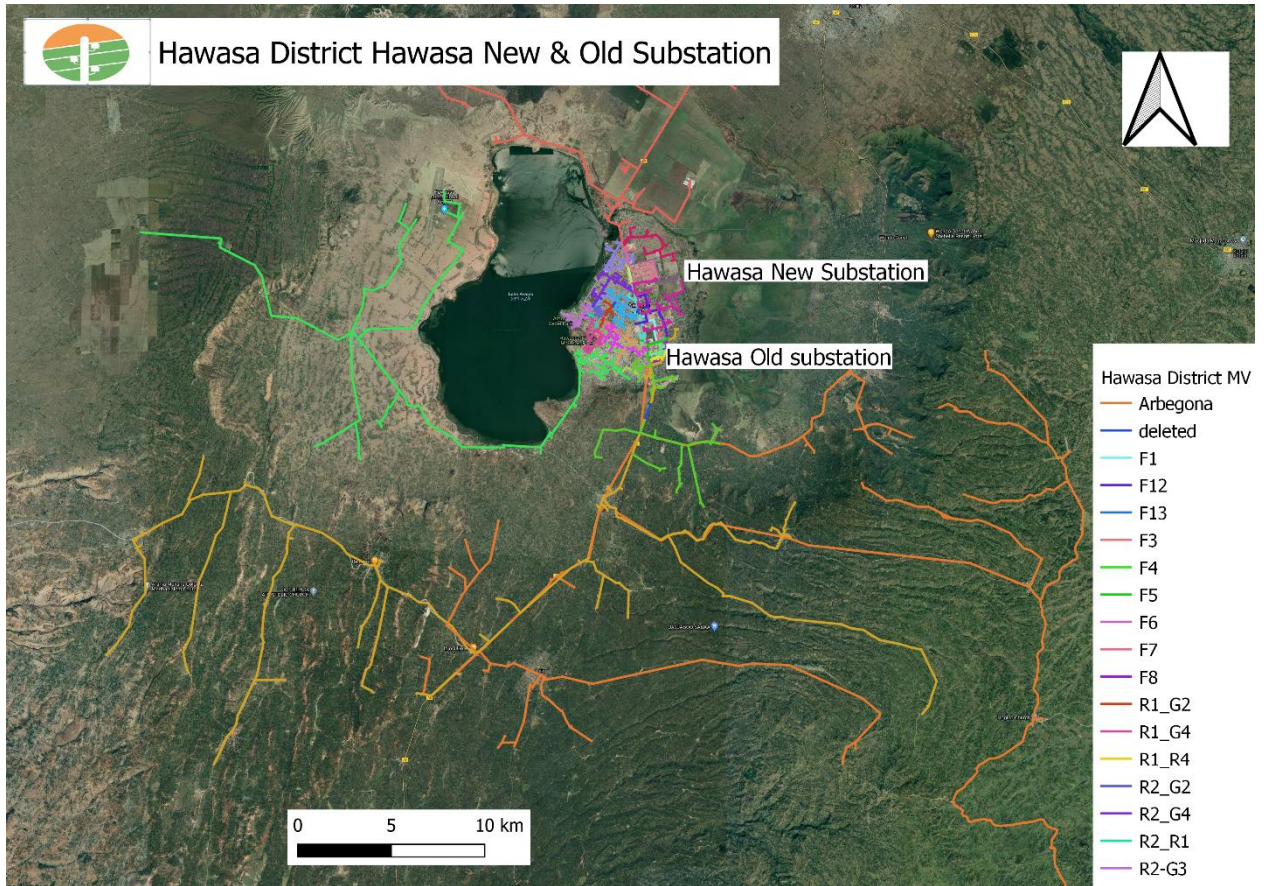 Hawasa District Hawasa New & Old Substation
Hawasa New Substation
Hawasa Old substation
Hawasa District MV
Arbegona
deleted
F1
F12
F13
F3
F4
F5
F6
F7
F8
R1_G2
R1_G4
R1_R4
R2_G2
R2_G4
R2_R1
R2-G3
0 5 10 km